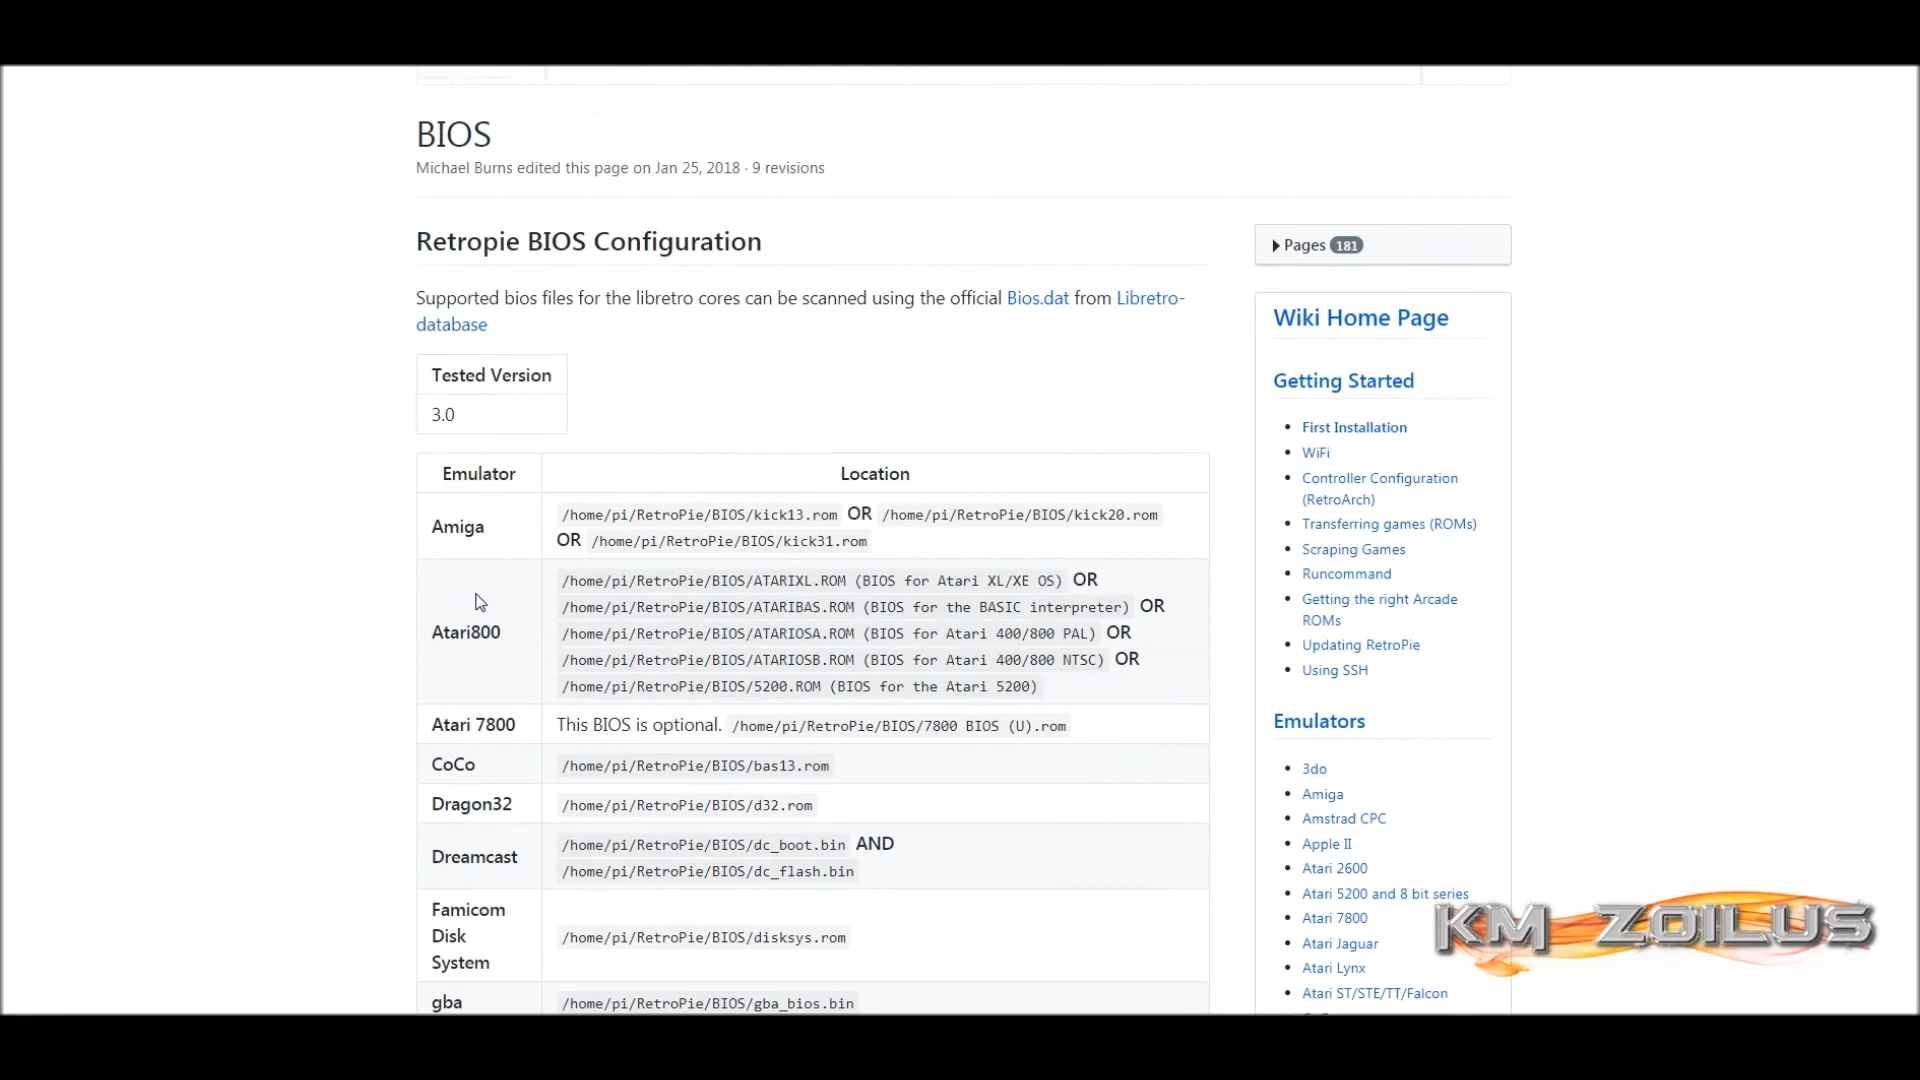 BIOS
Michael Burns edited this page on Jan 25, 2018 · 9 revisions
Retropie BIOS Configuration
Supported bios files for the libretro cores can be scanned using the official Bios.dat from Libretro-
database
Tested Version
3.0
Emulator Location
Amiga
/home/pi/RetroPie/BIOS/kick13.rom OR /home/pi/RetroPie/BIOS/kick20.rom
OR /home/pi/RetroPie/BIOS/kick31.rom
Atari800
/home/pi/RetroPie/BIOS/ATARIXL.ROM (BIOS for Atari XL/XE OS) OR
/home/pi/RetroPie/BIOS/ATARIBAS.ROM (BIOS for the BASIC interpreter) OR
/home/pi/RetroPie/BIOS/ATARIOSA.ROM (BIOS for Atari 400/800 PAL) OR
/home/pi/RetroPie/BIOS/ATARIOSB.ROM (BIOS for Atari 400/800 NTSC) OR
/home/pi/RetroPie/BIOS/5200.ROM (BIOS for the Atari 5200)
Atari 7800 This BIOS is optional. /home/pi/RetroPie/BIOS/7800 BIOS (U).rom
CoCo /home/pi/RetroPie/BIOS/bas13.rom
Dragon32 /home/pi/RetroPie/BIOS/d32.rom
Dreamcast
/home/pi/RetroPie/BIOS/dc_boot.bin AND
/home/pi/RetroPie/BIOS/dc_flash.bin
Famicom
Disk
System
/home/pi/RetroPie/BIOS/disksys.rom
gba /home/pi/RetroPie/BIOS/gba_bios.bin
Pages 181
Wiki Home Page
Getting Started
First Installation
WiFi
Controller Configuration
(RetroArch)
Transferring games (ROMs)
Scraping Games
Runcommand
Getting the right Arcade
ROMs
Updating RetroPie
Using SSH
Emulators
3do
Amiga
Amstrad CPC
Apple II
Atari 2600
Atari 5200 and 8 bit series
Atari 7800
Atari Jaguar
Atari Lynx
Atari ST/STE/TT/Falcon
KM ZOILUS